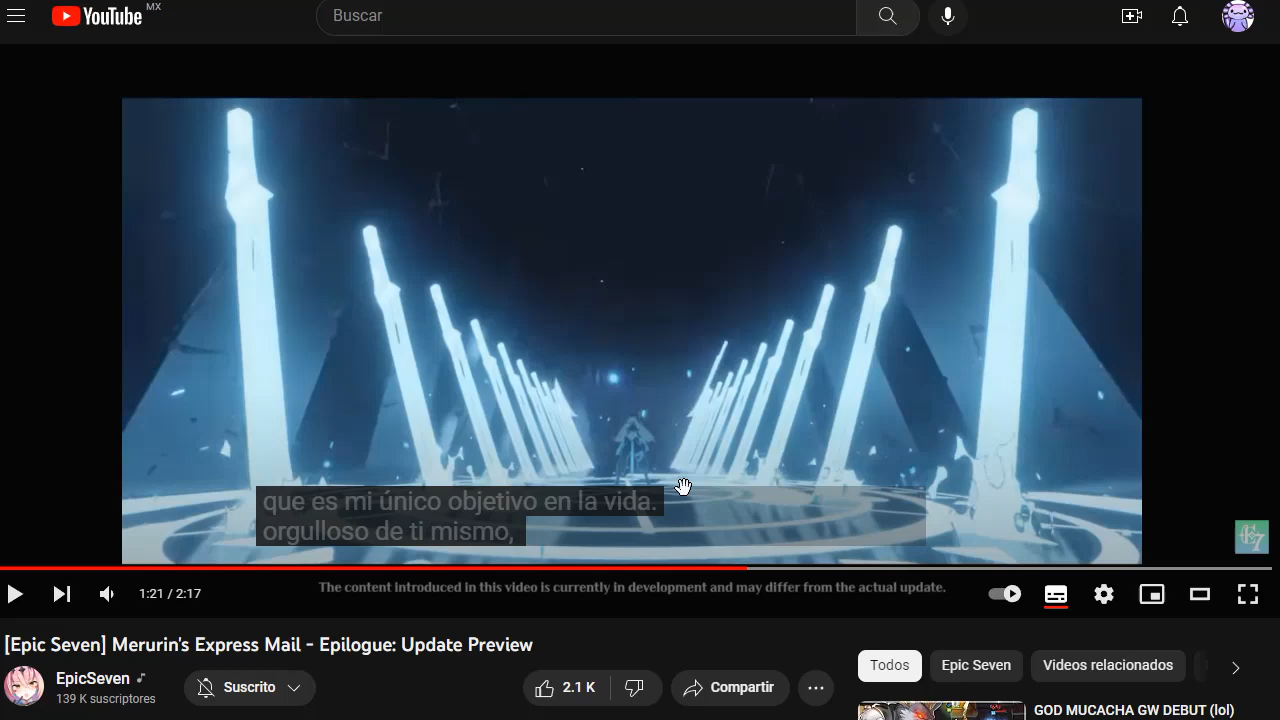 YouTube MX
Buscar
que es mi único objetivo en la vida.
orgulloso de ti mismo,
1:21 / 2:17
The content introduced in this video is currently in development and may differ from the actual update.
[Epic Seven] Merurin's Express Mail - Epilogue: Update Preview
EpicSeven
139 K suscriptores
Suscrito
2.1 K
Compartir
Todos
Epic Seven
Videos relacionados
GOD MUCACHA GW DEBUT (lol)